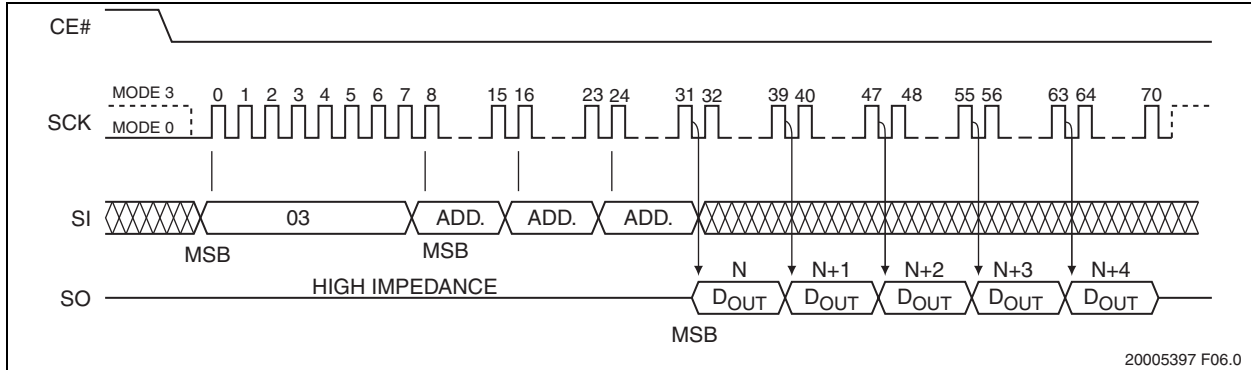 CE#
MODE 3
SCK
MODE 0
0 1 2 3 4 5 6 7 8 15 16 23 24 31 32 39 40 47 48 55 56 63 64 70
SI
03 ADD. ADD. ADD.
MSB MSB
N N+1 N+2 N+3 N+4
HIGH IMPEDANCE
SO
DOUT DOUT DOUT DOUT DOUT
MSB
20005397 F06.0